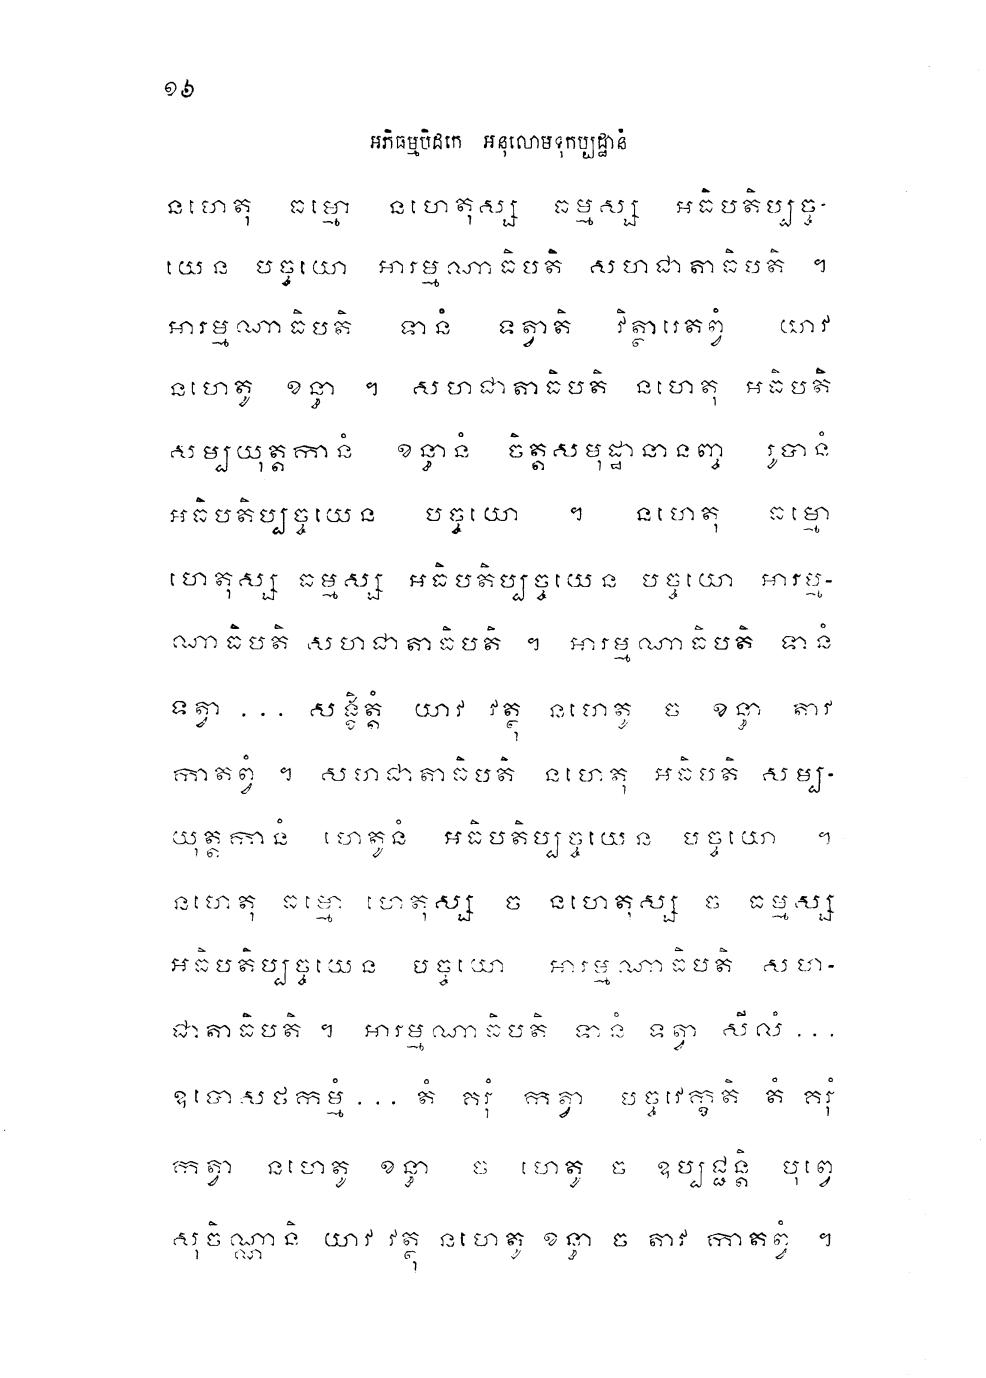 ១៦
អភិធម្មបិដកេ អនុលោមទុកប្បដ្ឋានំ
នហេតុ ធម្មោ នហេតុស្ស ធម្មស្ស អធិបតិប្បច្ច-
យេន បច្ចយោ អារម្មណាធិបតិ សហជាតាធិបតិ ។
អារម្មណាធិបតិ ទានំ ទត្វាតិ វិត្ថារេតព្វំ យាវ
នហេតូ ខន្ធា ។ សហជាតាធិបតិ នហេតុ អធិបតិ
សម្បយុត្តកានំ ខន្ធានំ ចិត្តសមុដ្ឋានានញ្ច រូបានំ
អធិបតិប្បច្ចយេន បច្ចយោ ។ នហេតុ ធម្មោ
ហេតុស្ស ធម្មស្ស អធិបតិប្បច្ចយេន បច្ចយោ អារម្ម-
ណាធិបតិ សហជាតាធិបតិ ។ អារម្មណាធិបតិ ទានំ
ទត្វា ... សង្ខិត្តំ យាវ វត្ថុ នហេតូ ច ខន្ធា តាវ
កាតព្វំ ។ សហជាតាធិបតិ នហេតុ អធិបតិ សម្ប-
យុត្តកានំ ហេតូនំ អធិបតិប្បច្ចយេន បច្ចយោ ។
នហេតុ ធម្មោ ហេតុស្ស ច នហេតុស្ស ច ធម្មស្ស
អធិបតិប្បច្ចយេន បច្ចយោ អារម្មណាធិបតិ សហ-
ជាតាធិបតិ ។ អារម្មណាធិបតិ ទានំ ទត្វា សីលំ ...
ឧបោសថកម្មំ ... តំ គរុំ កត្វា បច្ចវេក្ខតិ តំ គរុំ
កត្វា នហេតូ ខន្ធា ច ហេតូ ច ឧប្បជ្ជន្តិ បុព្វេ
សុចិណ្ណានិ យាវ វត្ថុ នហេតូ ខន្ធា ច តាវ កាតព្វំ ។